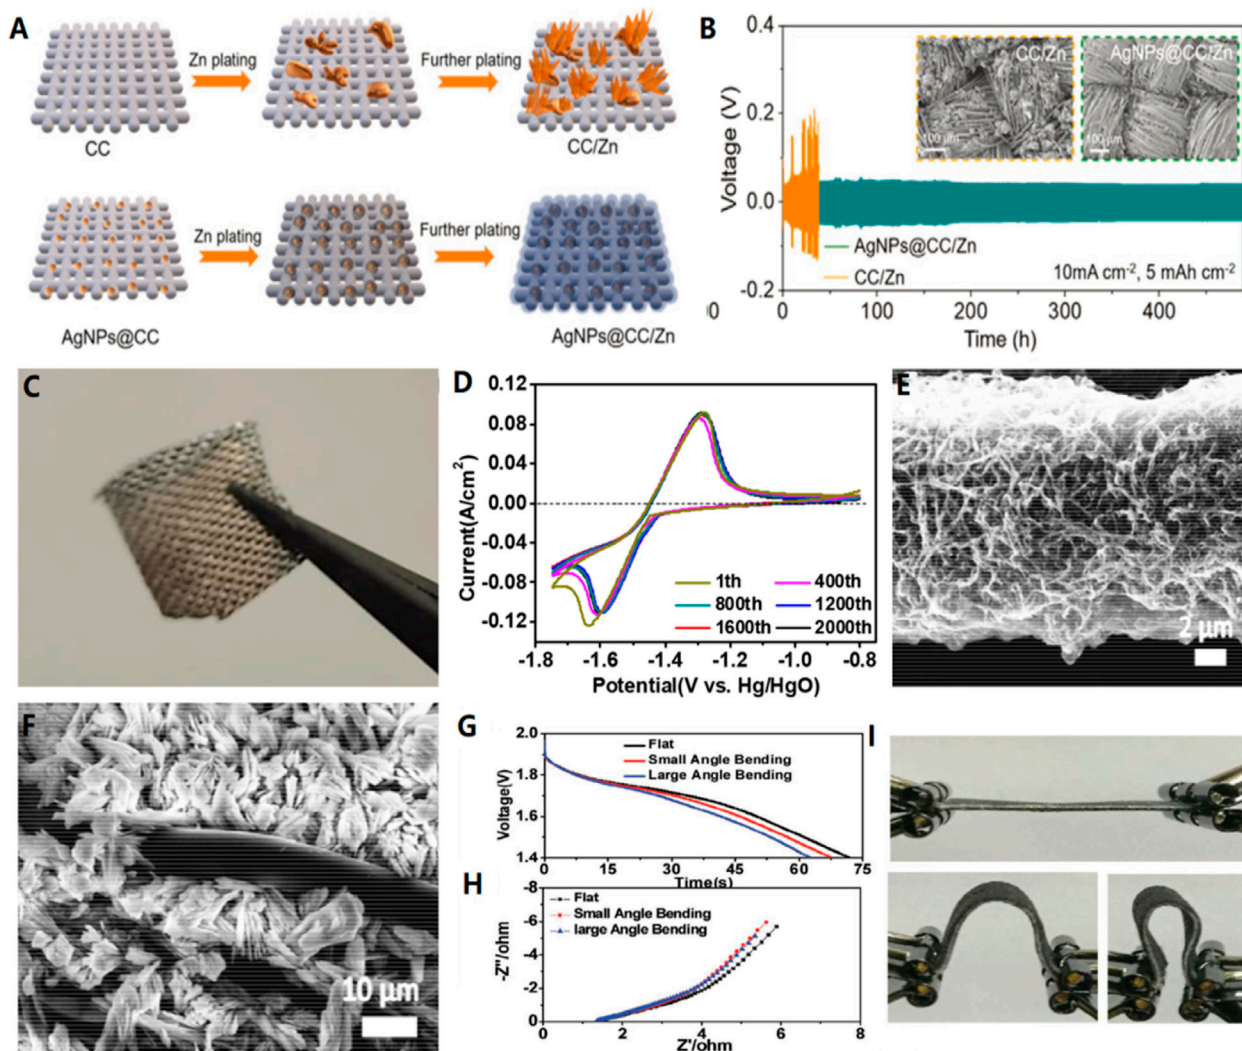 A
Zn plating
Further plating
CC
CC/Zn
Zn plating
Further plating
AgNPs@CC
AgNPs@CC/Zn
B
0.4
0.2
0.0
-0.2
Voltage (V)
CC/Zn
100 μm
AgNPs@CC/Zn
100 μm
AgNPs@CC/Zn
CC/Zn
10mA cm-2, 5 mAh cm-2
00
0 100 200 300 400
Time (h)
C
D
0.12
0.08
0.04
0.00
-0.04
-0.08
-0.12
Current(A/cm2)
1th 400th
800th 1200th
1600th 2000th
-1.8 -1.6 -1.4 -1.2 -1.0 -0.8
Potential(V vs. Hg/HgO)
E
2 μm
F
10 μm
G
2.0
1.8
1.6
1.4
Voltage(V)
Flat
Small Angle Bending
Large Angle Bending
0 15 30 45 60 75
Time(s)
H
-8
-6
-4
-2
0
-Z''/ohm
Flat
Small Angle Bending
large Angle Bending
0 2 4 6 8
Z'/ohm
I